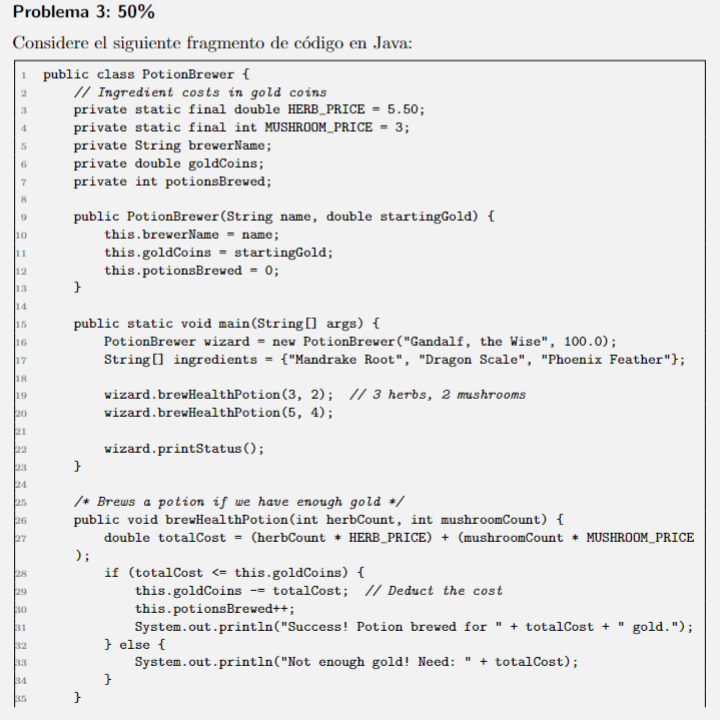 Problema 3: 50%
Considere el siguiente fragmento de código en Java:
1 public class PotionBrewer {
2     // Ingredient costs in gold coins
3     private static final double HERB_PRICE = 5.50;
4     private static final int MUSHROOM_PRICE = 3;
5     private String brewerName;
6     private double goldCoins;
7     private int potionsBrewed;
8
9     public PotionBrewer(String name, double startingGold) {
10         this.brewerName = name;
11         this.goldCoins = startingGold;
12         this.potionsBrewed = 0;
13     }
14
15     public static void main(String[] args) {
16         PotionBrewer wizard = new PotionBrewer("Gandalf, the Wise", 100.0);
17         String[] ingredients = {"Mandrake Root", "Dragon Scale", "Phoenix Feather"};
18
19         wizard.brewHealthPotion(3, 2);  // 3 herbs, 2 mushrooms
20         wizard.brewHealthPotion(5, 4);
21
22         wizard.printStatus();
23     }
24
25     /* Brews a potion if we have enough gold */
26     public void brewHealthPotion(int herbCount, int mushroomCount) {
27         double totalCost = (herbCount * HERB_PRICE) + (mushroomCount * MUSHROOM_PRICE
);
28         if (totalCost <= this.goldCoins) {
29             this.goldCoins -= totalCost;  // Deduct the cost
30             this.potionsBrewed++;
31             System.out.println("Success! Potion brewed for " + totalCost + " gold.");
32         } else {
33             System.out.println("Not enough gold! Need: " + totalCost);
34         }
35     }